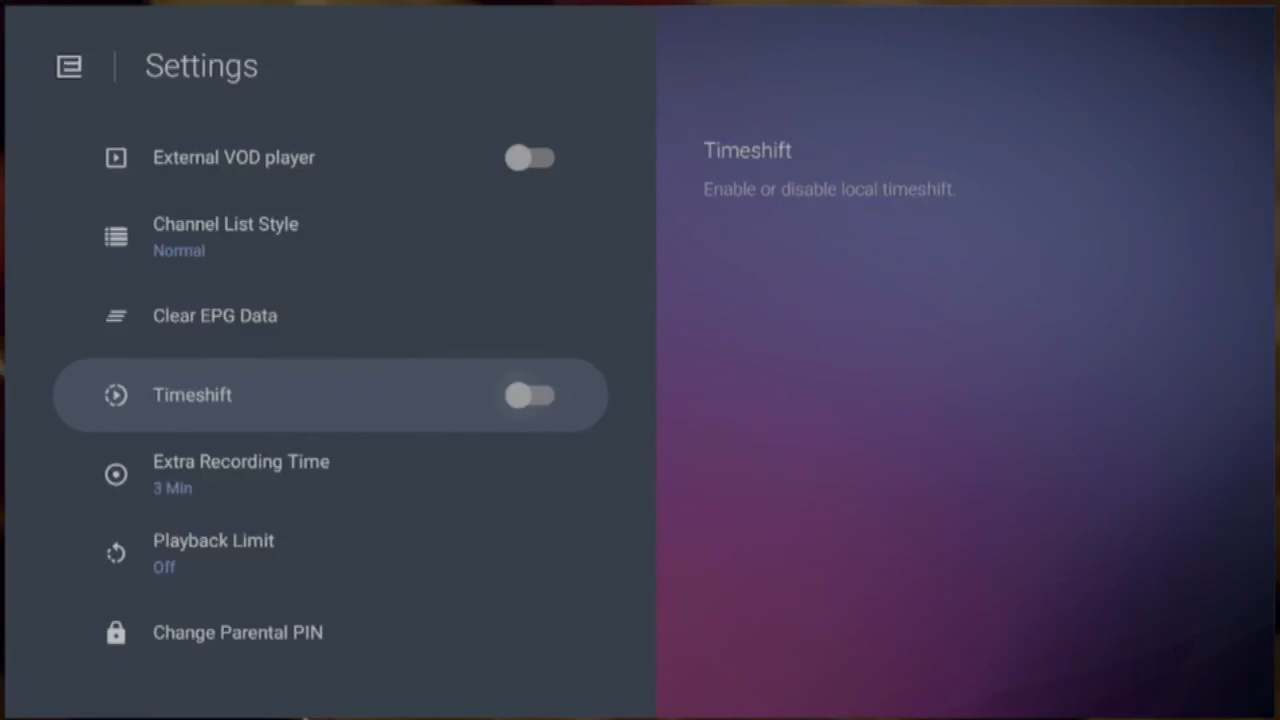 Settings
External VOD player
Channel List Style
Normal
Clear EPG Data
Timeshift
Extra Recording Time
3 Min
Playback Limit
Off
Change Parental PIN
Timeshift
Enable or disable local timeshift.